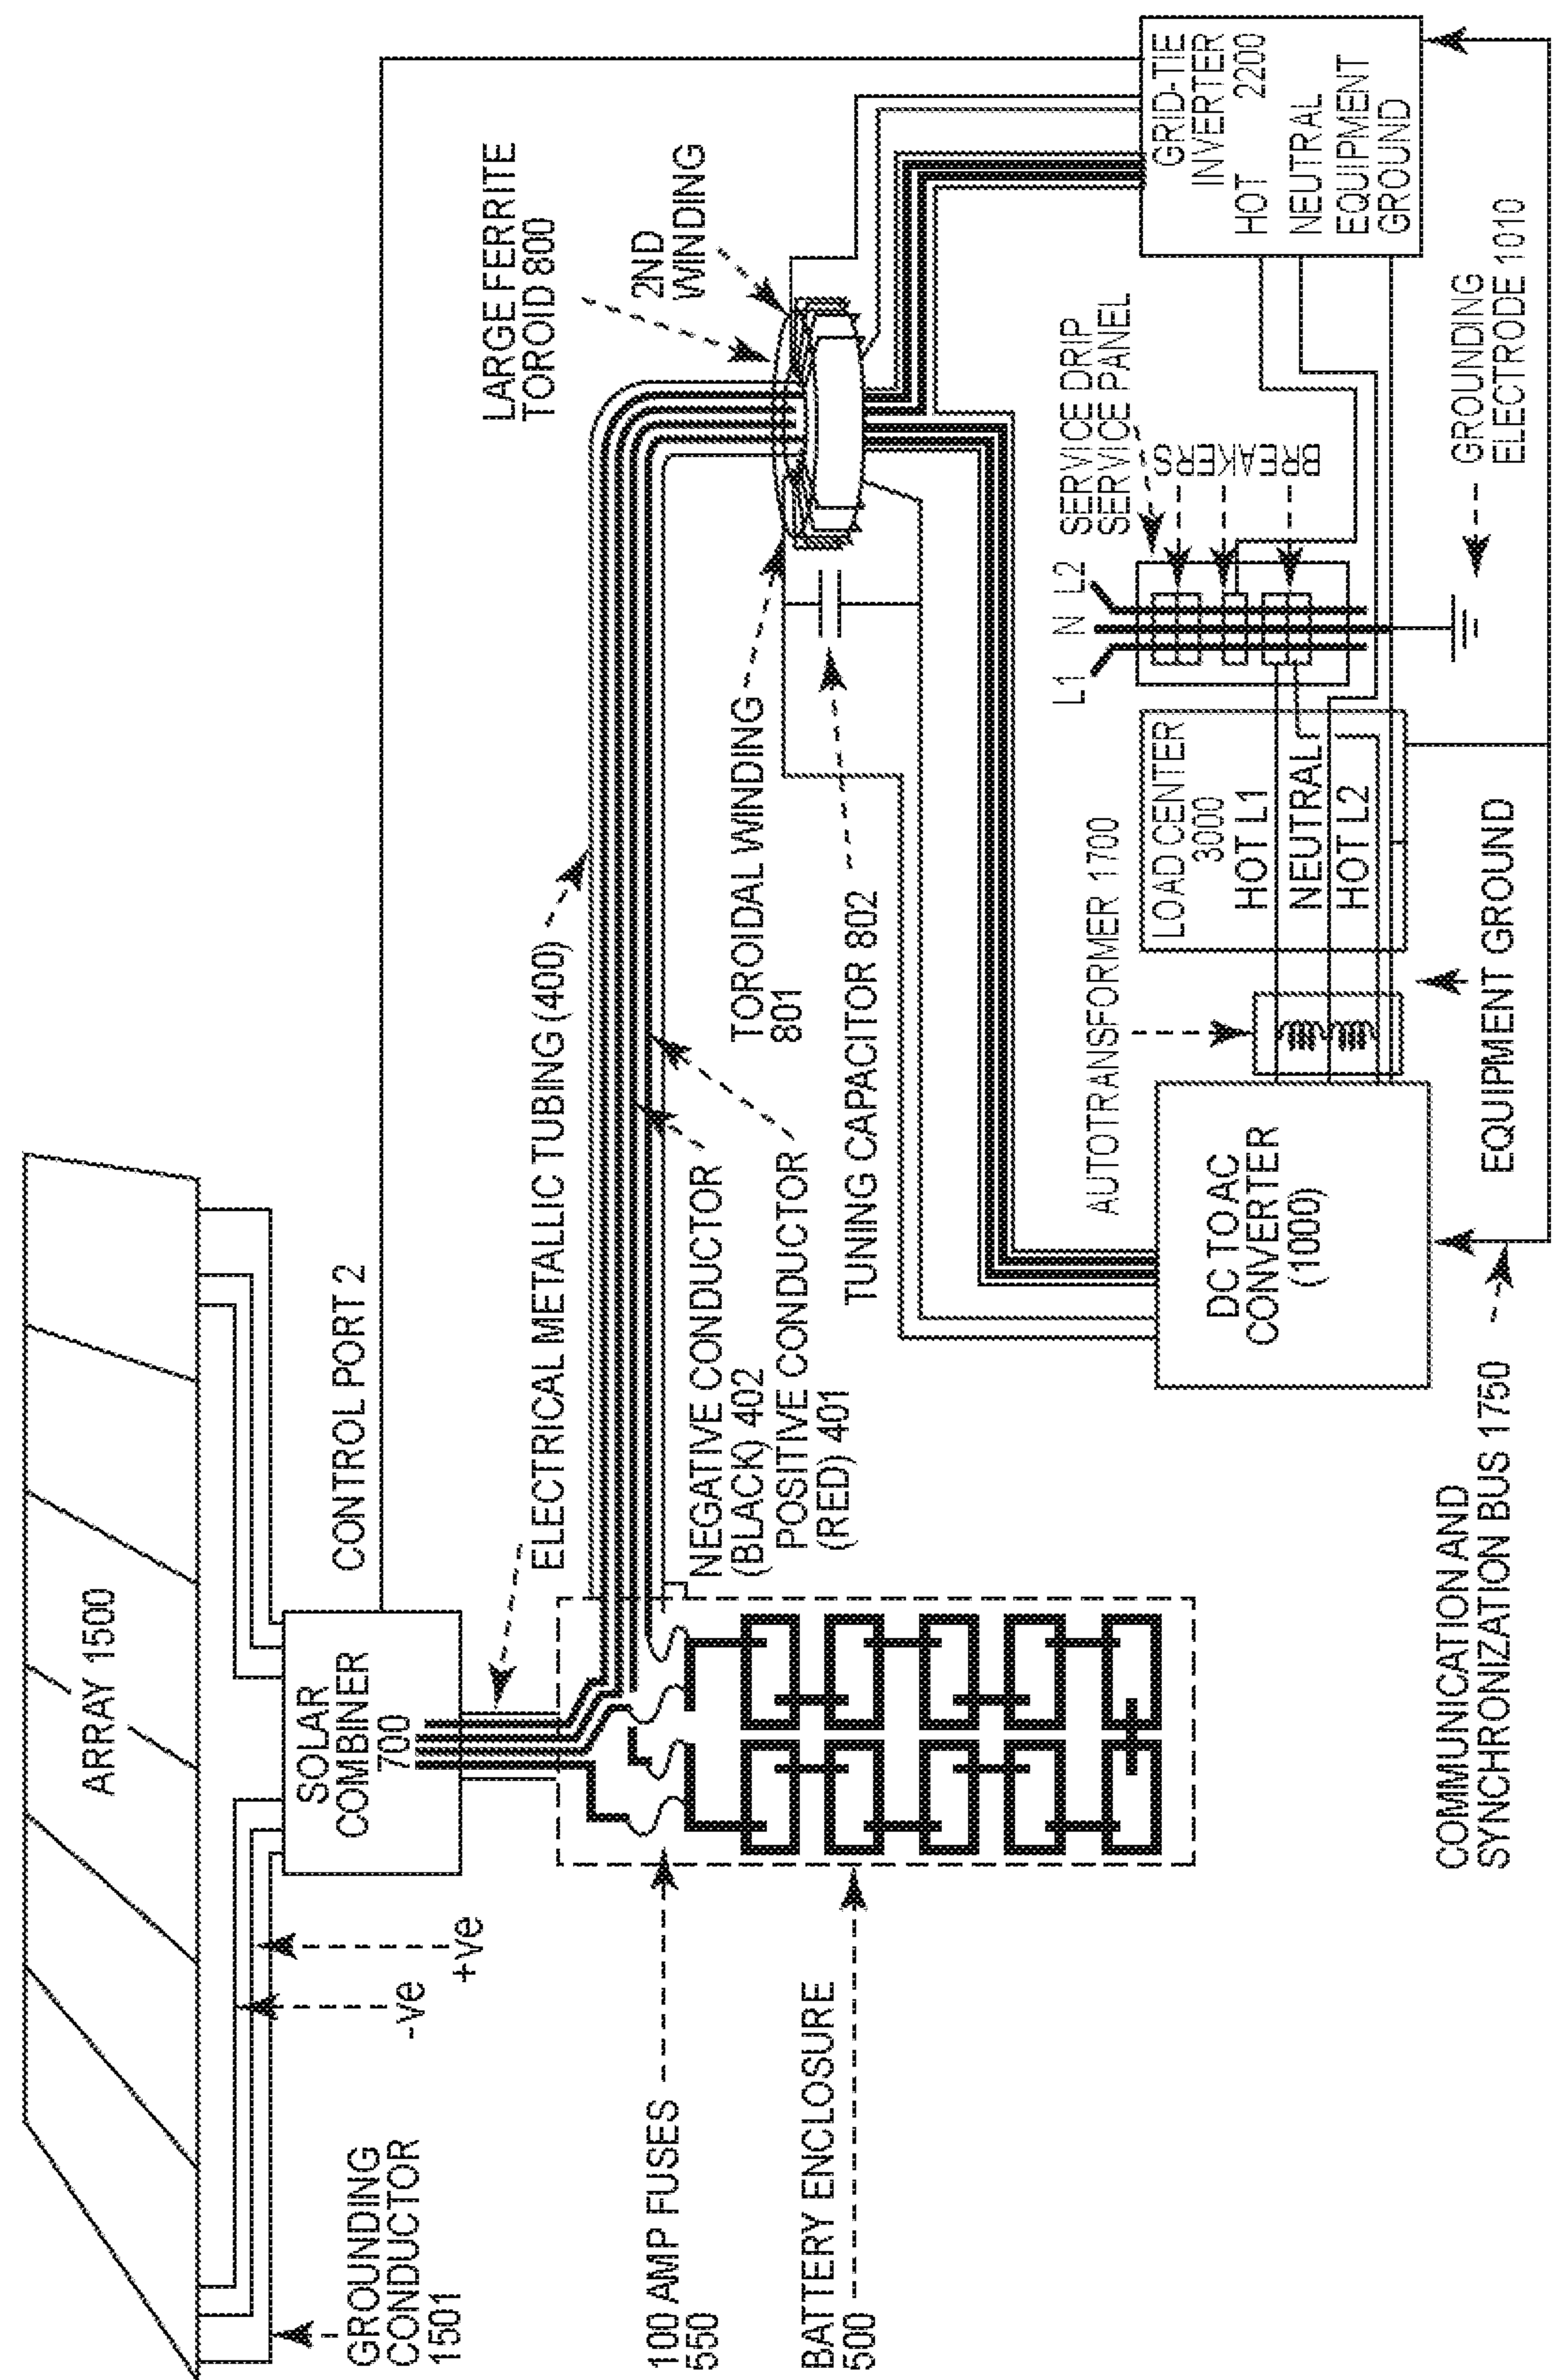 ARRAY 1500
GROUNDING
CONDUCTOR
1501
-ve
+ve
SOLAR
COMBINER
700
CONTROL PORT 2
100 AMP FUSES
550
BATTERY ENCLOSURE
500
ELECTRICAL METALLIC TUBING (400)
NEGATIVE CONDUCTOR
(BLACK) 402
POSITIVE CONDUCTOR
(RED) 401
LARGE FERRITE
TOROID 800
2ND
WINDING
TOROIDAL WINDING
801
TUNING CAPACITOR 802
DC TO AC
CONVERTER
(1000)
AUTOTRANSFORMER 1700
LOAD CENTER
3000
HOT L1
NEUTRAL
HOT L2
L1 N L2
SERVICE DRIP
SERVICE PANEL
BREAKERS
GRID-TIE
INVERTER
HOT 2200
NEUTRAL
EQUIPMENT
GROUND
GROUNDING
ELECTRODE 1010
EQUIPMENT GROUND
COMMUNICATION AND
SYNCHRONIZATION BUS 1750